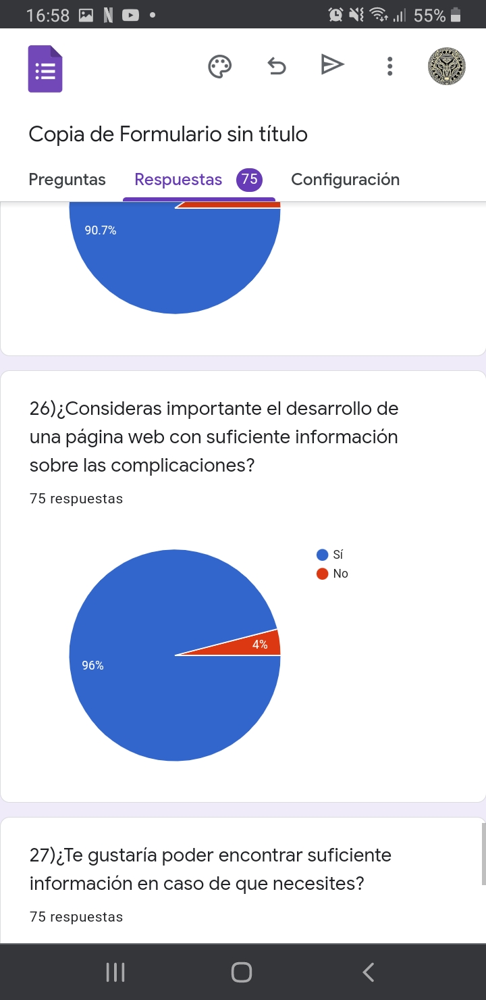 16:58
55%
Copia de Formulario sin título
Preguntas Respuestas 75 Configuración
90.7%
26)¿Consideras importante el desarrollo de
una página web con suficiente información
sobre las complicaciones?
75 respuestas
Sí
No
4%
96%
27)¿Te gustaría poder encontrar suficiente
información en caso de que necesites?
75 respuestas